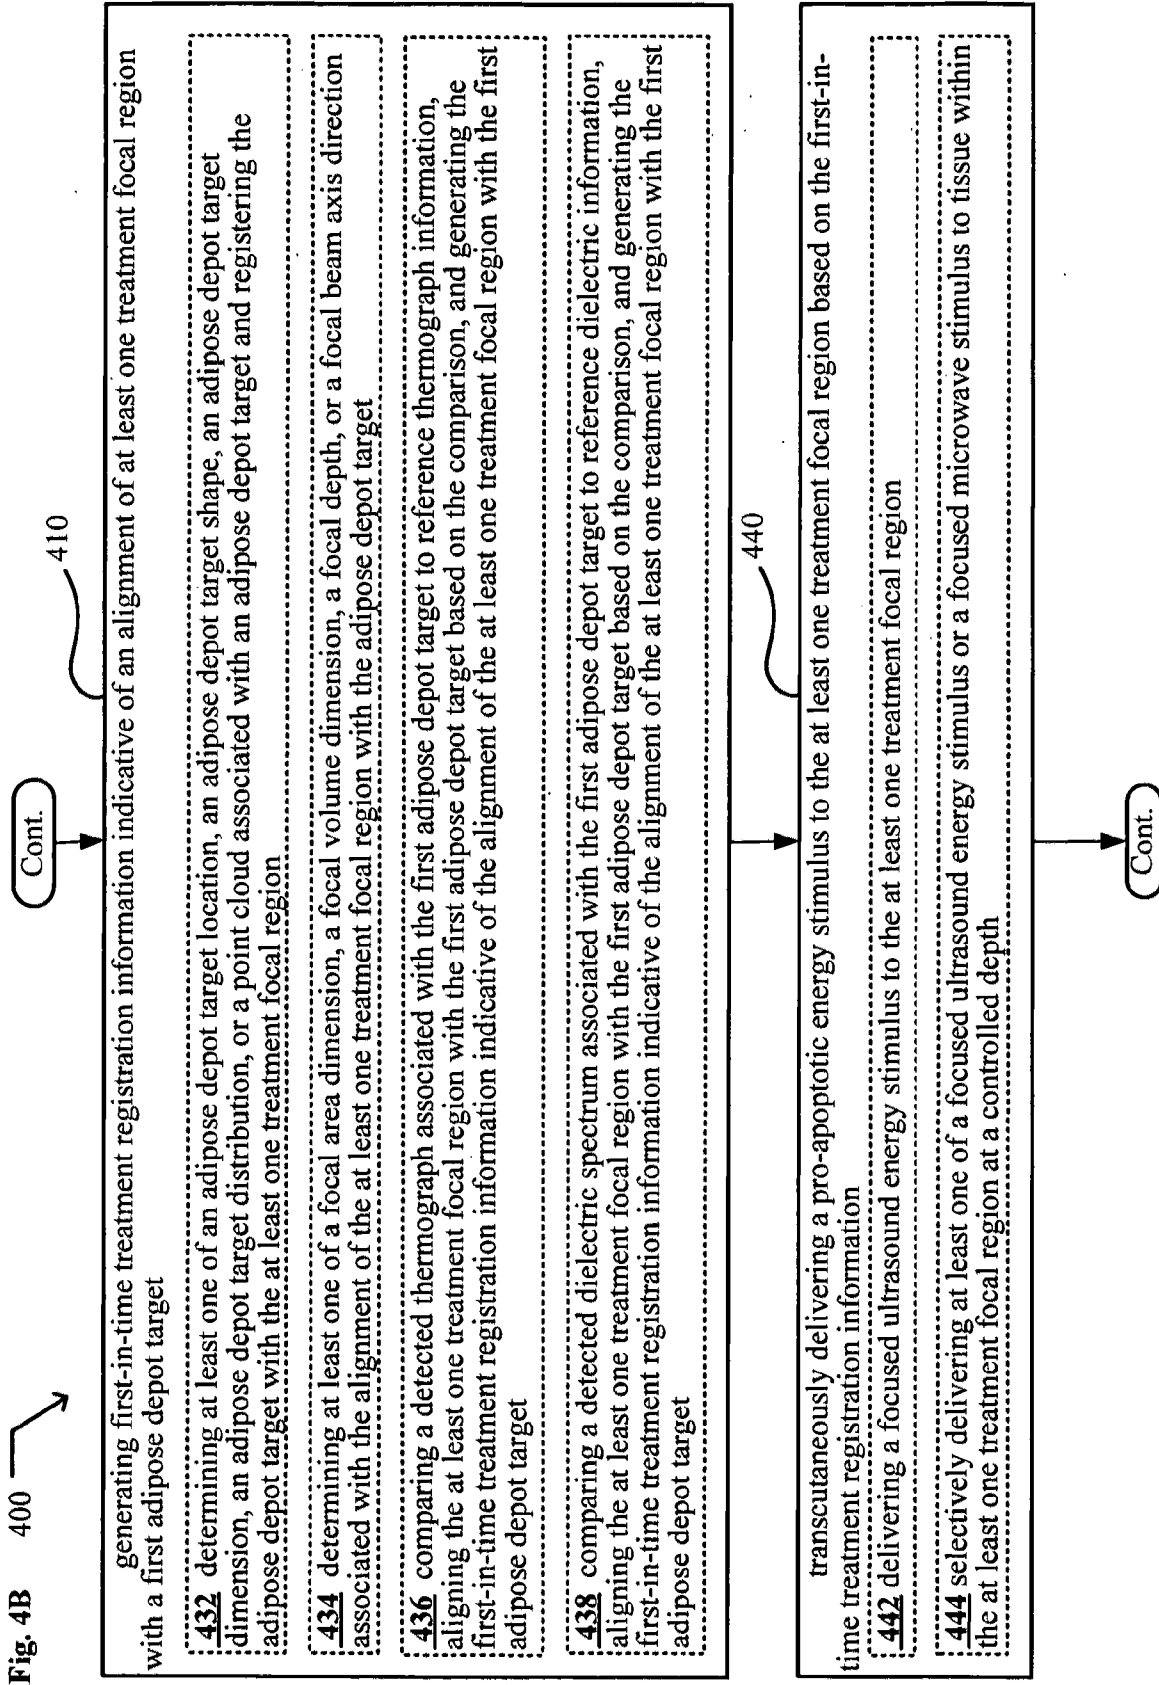 Fig. 4B
400
Cont.
410
generating first-in-time treatment registration information indicative of an alignment of at least one treatment focal region
with a first adipose depot target
432 determining at least one of an adipose depot target location, an adipose depot target shape, an adipose depot target
dimension, an adipose depot target distribution, or a point cloud associated with an adipose depot target and registering the
adipose depot target with the at least one treatment focal region
434 determining at least one of a focal area dimension, a focal volume dimension, a focal depth, or a focal beam axis direction
associated with the alignment of the at least one treatment focal region with the adipose depot target
436 comparing a detected thermograph associated with the first adipose depot target to reference thermograph information,
aligning the at least one treatment focal region with the first adipose depot target based on the comparison, and generating the
first-in-time treatment registration information indicative of the alignment of the at least one treatment focal region with the first
adipose depot target
438 comparing a detected dielectric spectrum associated with the first adipose depot target to reference dielectric information,
aligning the at least one treatment focal region with the first adipose depot target based on the comparison, and generating the
first-in-time treatment registration information indicative of the alignment of the at least one treatment focal region with the first
adipose depot target
440
transcutaneously delivering a pro-apoptotic energy stimulus to the at least one treatment focal region based on the first-in-
time treatment registration information
442 delivering a focused ultrasound energy stimulus to the at least one treatment focal region
444 selectively delivering at least one of a focused ultrasound energy stimulus or a focused microwave stimulus to tissue within
the at least one treatment focal region at a controlled depth
Cont.